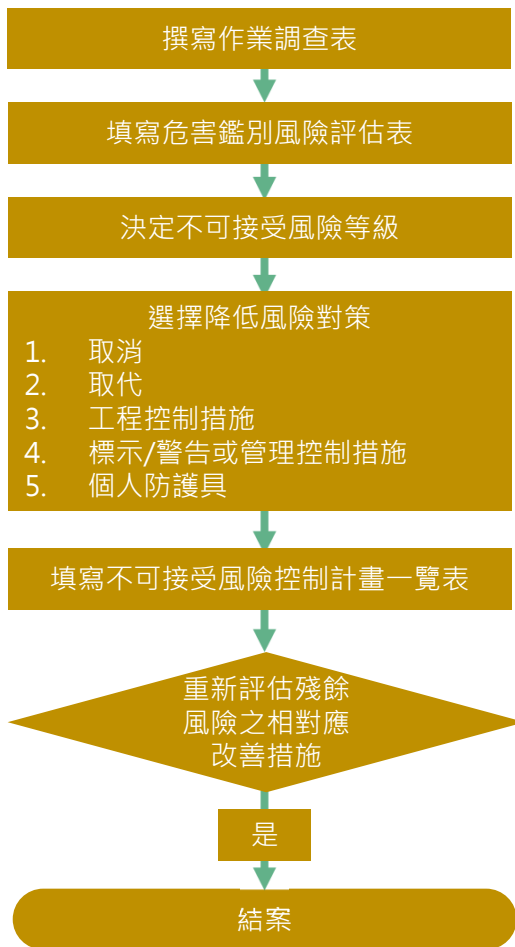 撰寫作業調查表
填寫危害鑑別風險評估表
決定不可接受風險等級
選擇降低風險對策
1. 取消
2. 取代
3. 工程控制措施
4. 標示/警告或管理控制措施
5. 個人防護具
填寫不可接受風險控制計畫一覽表
重新評估殘餘
風險之相對應
改善措施
是
結案